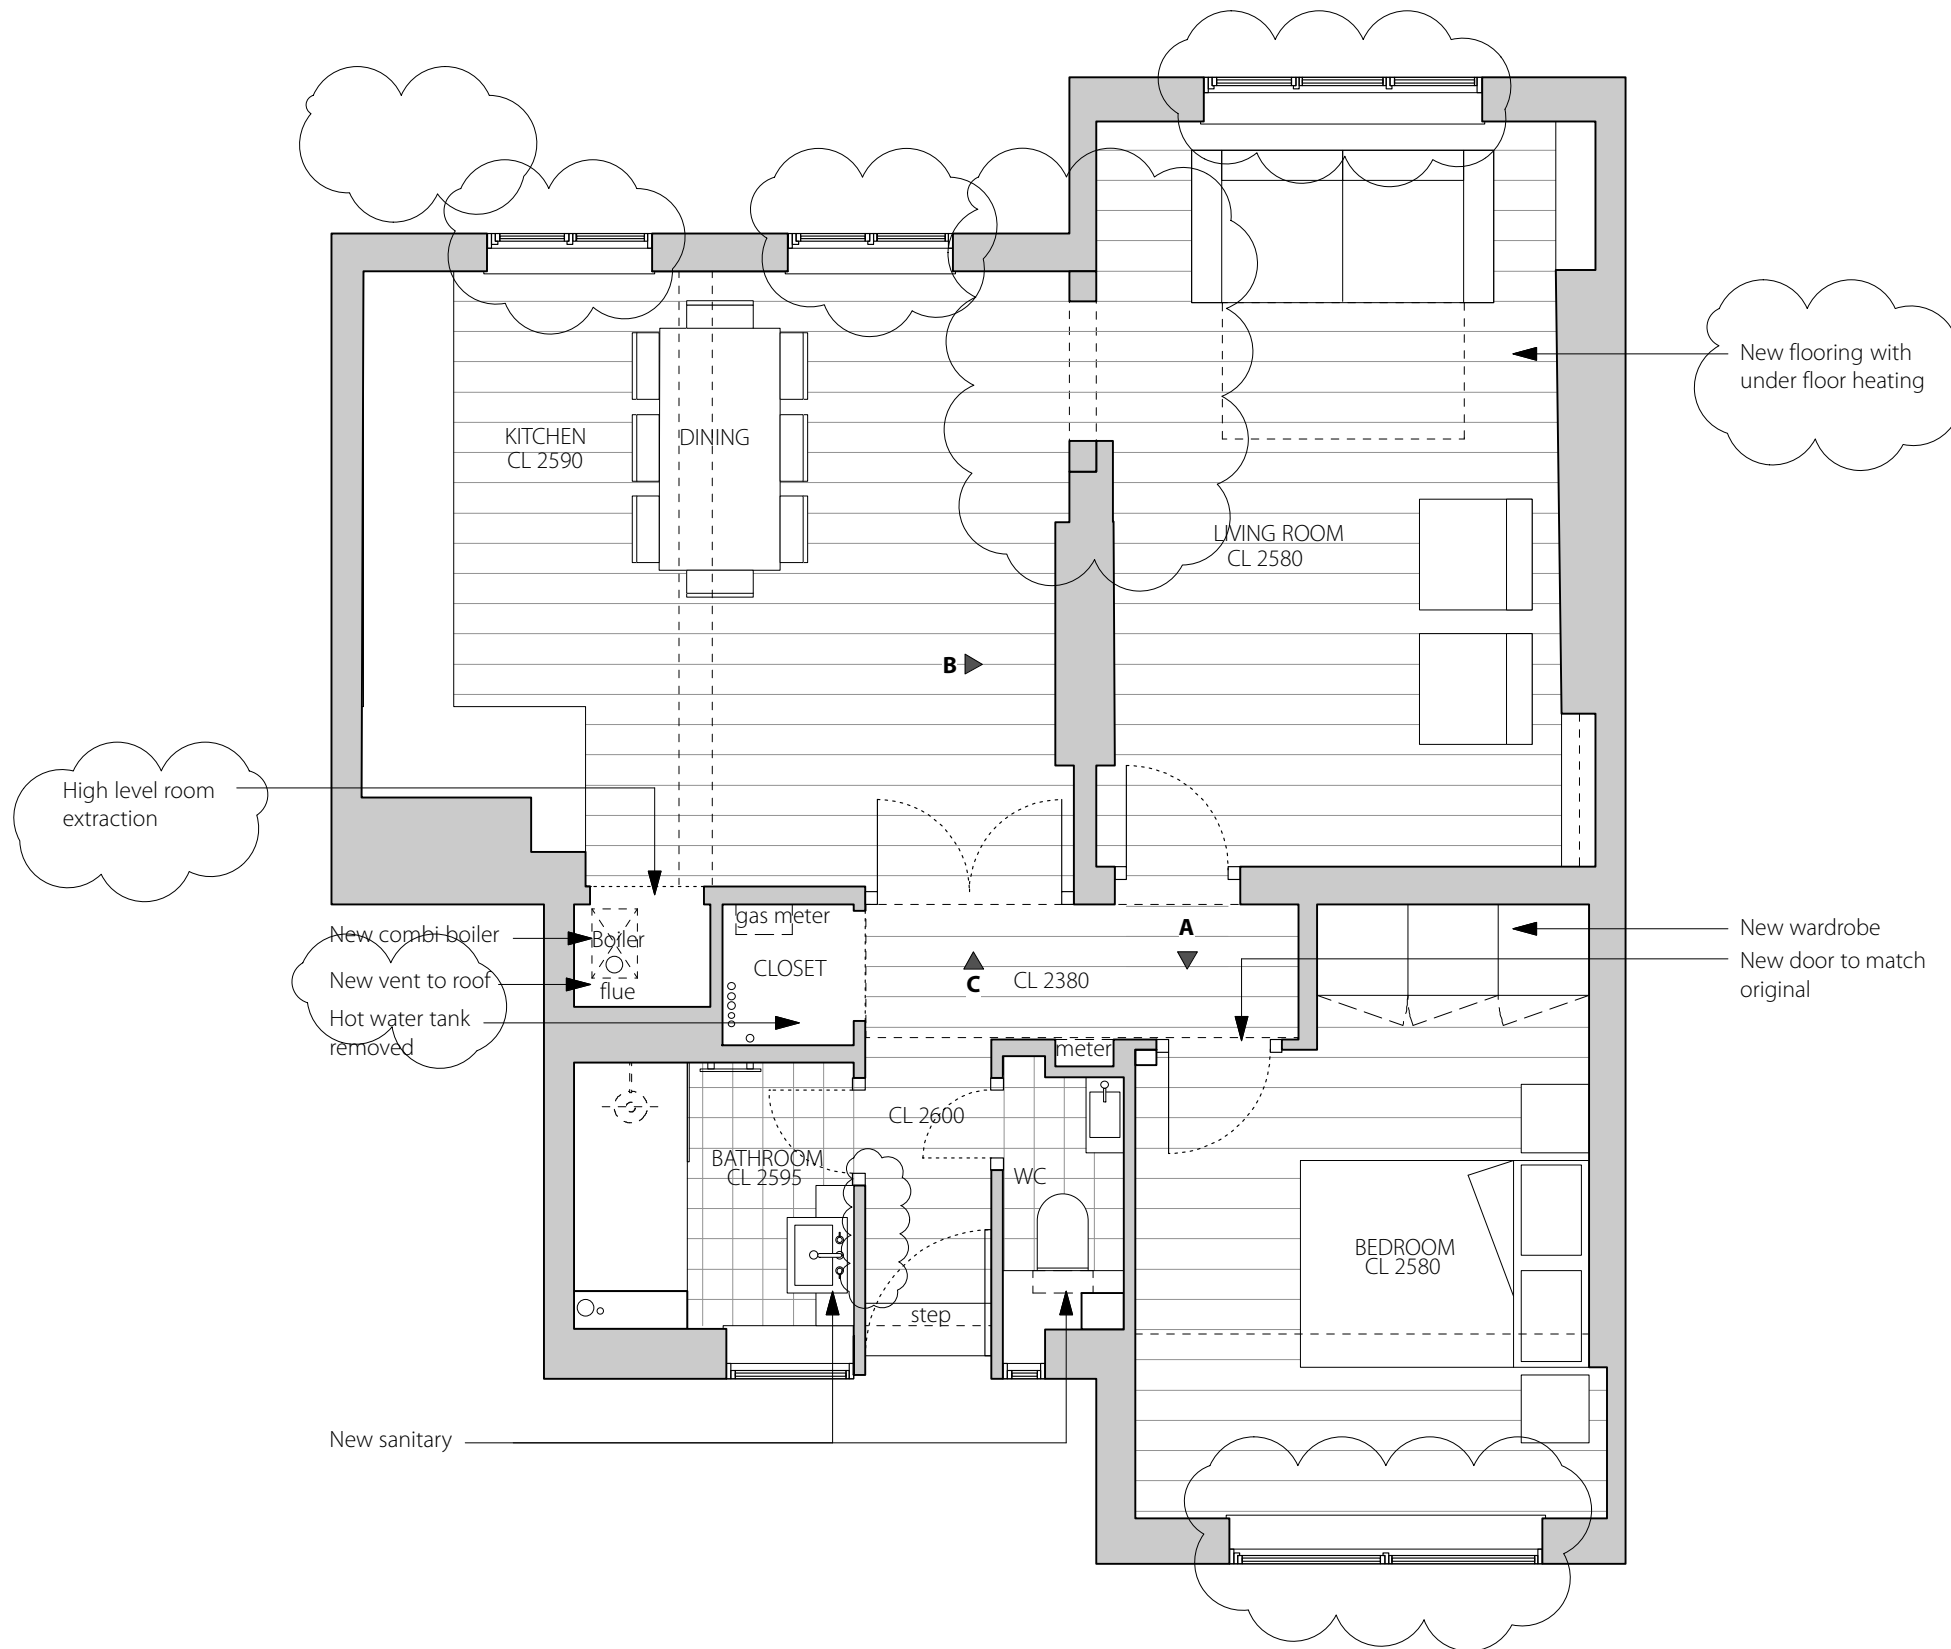 New flooring with
under floor heating
KITCHEN
CL 2590
DINING
LIVING ROOM
CL 2580
B
High level room
extraction
gas meter
New combi boiler
Boiler
CLOSET
New vent to roof
flue
Hot water tank
removed
A
C
CL 2380
New wardrobe
New door to match
original
meter
CL 2600
BATHROOM
CL 2595
WC
BEDROOM
CL 2580
step
New sanitary